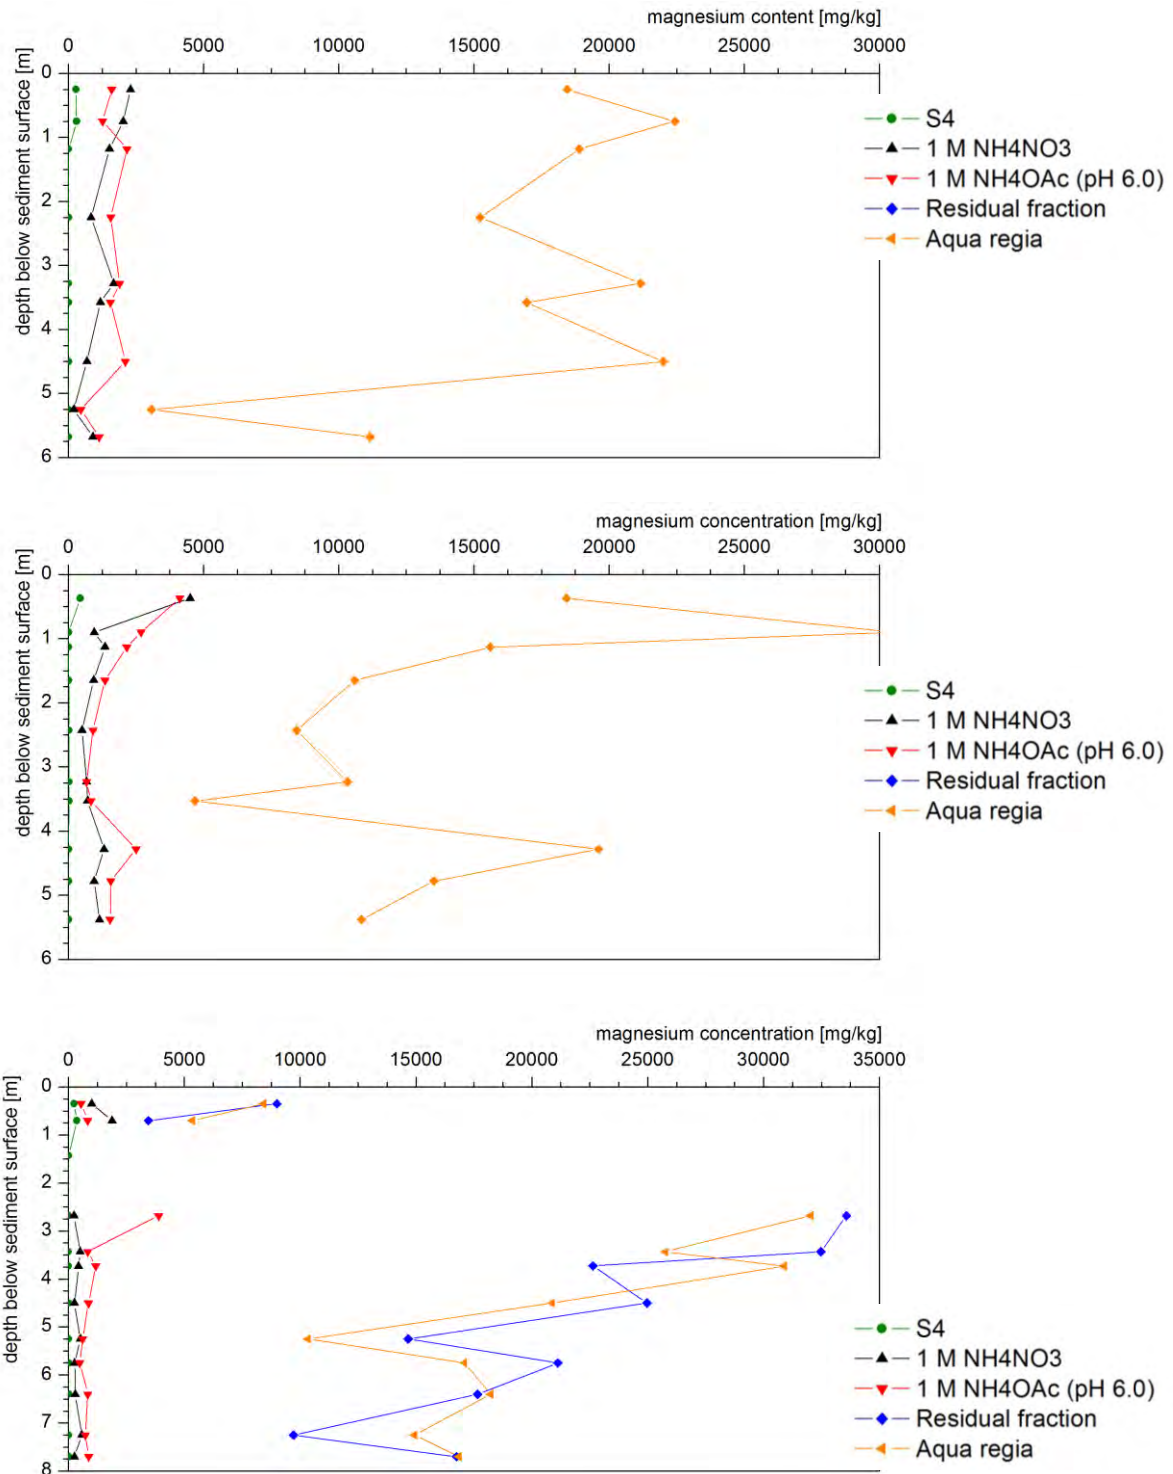 magnesium content [mg/kg]
0 5000 10000 15000 20000 25000 30000
depth below sediment surface [m]
0
1
2
3
4
5
6
S4
1 M NH4NO3
1 M NH4OAc (pH 6.0)
Residual fraction
Aqua regia
magnesium concentration [mg/kg]
0 5000 10000 15000 20000 25000 30000
depth below sediment surface [m]
0
1
2
3
4
5
6
S4
1 M NH4NO3
1 M NH4OAc (pH 6.0)
Residual fraction
Aqua regia
magnesium concentration [mg/kg]
0 5000 10000 15000 20000 25000 30000 35000
depth below sediment surface [m]
0
1
2
3
4
5
6
7
8
S4
1 M NH4NO3
1 M NH4OAc (pH 6.0)
Residual fraction
Aqua regia